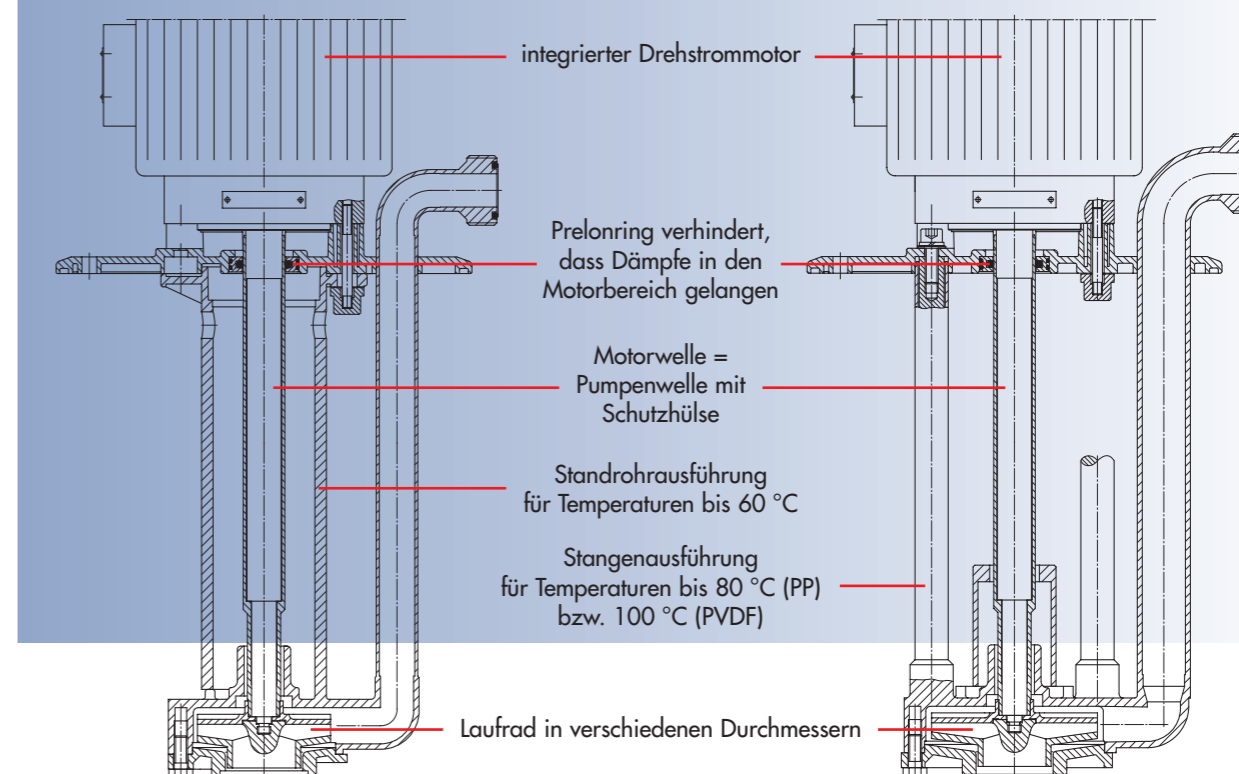 integrierter Drehstrommotor
Prelonring verhindert,
dass Dämpfe in den
Motorbereich gelangen
Motorwelle =
Pumpenwelle mit
Schutzhülse
Standrohrausführung
für Temperaturen bis 60 °C
Stangenausführung
für Temperaturen bis 80 °C (PP)
bzw. 100 °C (PVDF)
Laufrad in verschiedenen Durchmessern